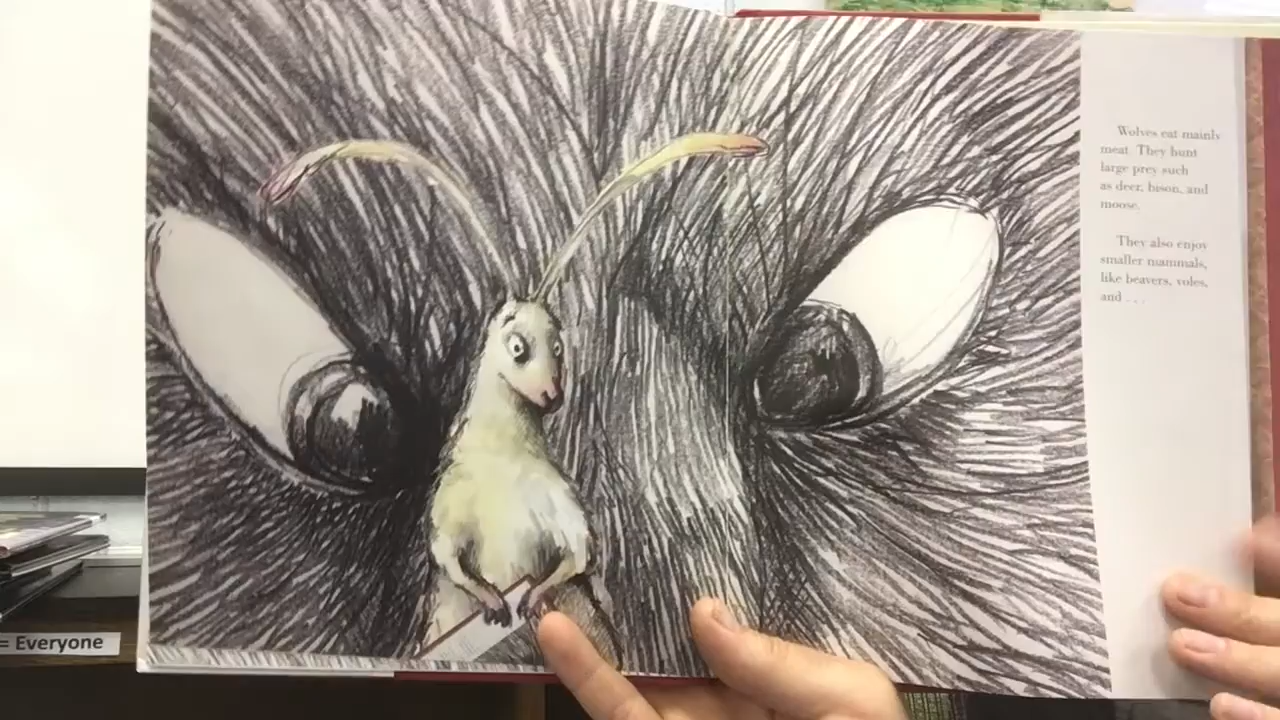 Wolves eat mainly
meat. They hunt
large prey such
as deer, bison, and
moose.
They also enjoy
smaller mammals,
like beavers, voles,
and . . .
= Everyone